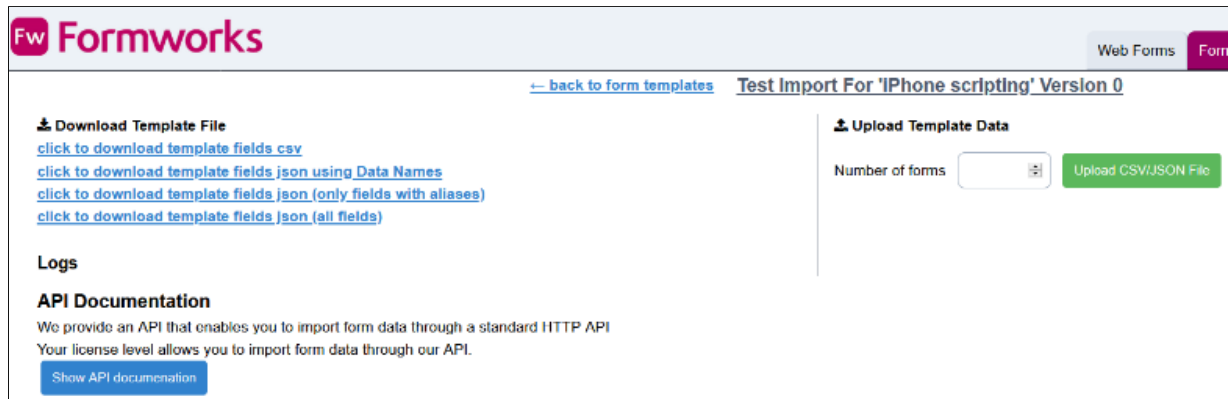 Fw Formworks
Web Forms
← back to form templates
Test Import For 'iPhone scripting' Version 0
Download Template File
click to download template fields csv
click to download template fields json using Data Names
click to download template fields json (only fields with aliases)
click to download template fields json (all fields)
Upload Template Data
Number of forms
Upload CSV/JSON File
Logs
API Documentation
We provide an API that enables you to import form data through a standard HTTP API
Your license level allows you to import form data through our API.
Show API documenation